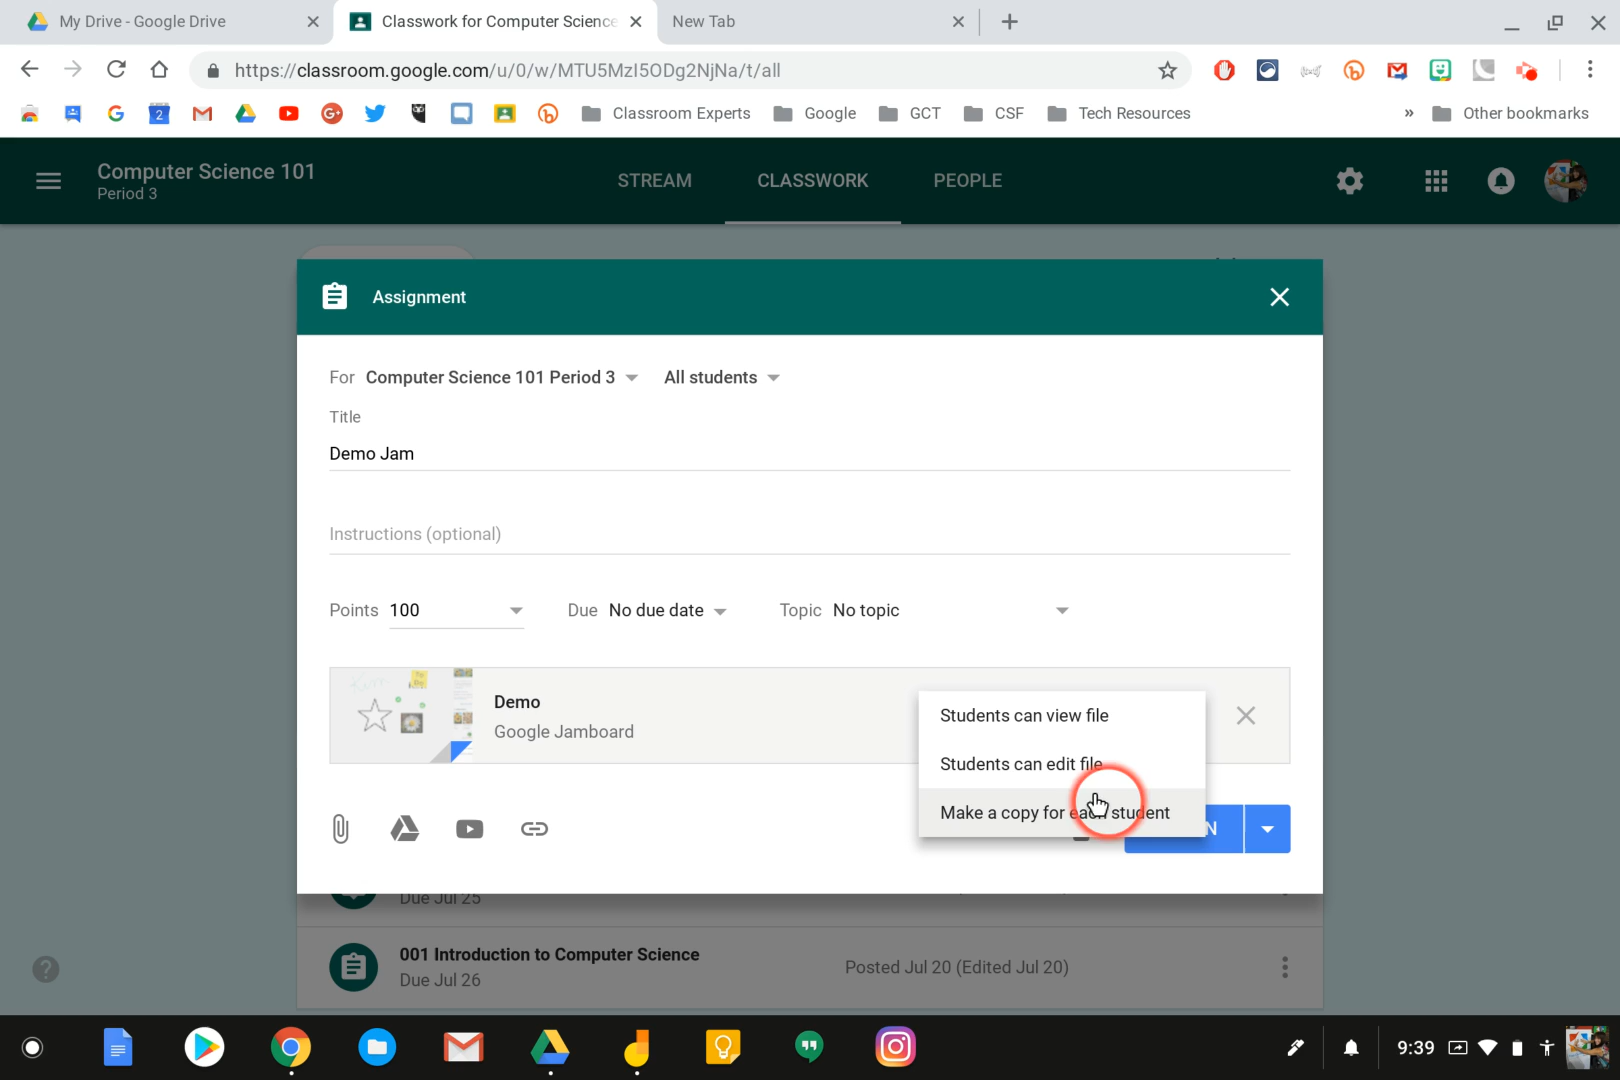 My Drive - Google Drive
Classwork for Computer Science
New Tab
https://classroom.google.com/u/0/w/MTU5MzI5ODg2NjNa/t/all
2
G+
Classroom Experts
Google
GCT
CSF
Tech Resources
»
Other bookmarks
Computer Science 101
Period 3
STREAM
CLASSWORK
PEOPLE
Assignment
For Computer Science 101 Period 3
All students
Title
Demo Jam
Instructions (optional)
Points 100
Due No due date
Topic No topic
Demo
Google Jamboard
Students can view file
Students can edit file
Make a copy for each student
N
Due Jul 25
001 Introduction to Computer Science
Due Jul 26
Posted Jul 20 (Edited Jul 20)
9:39